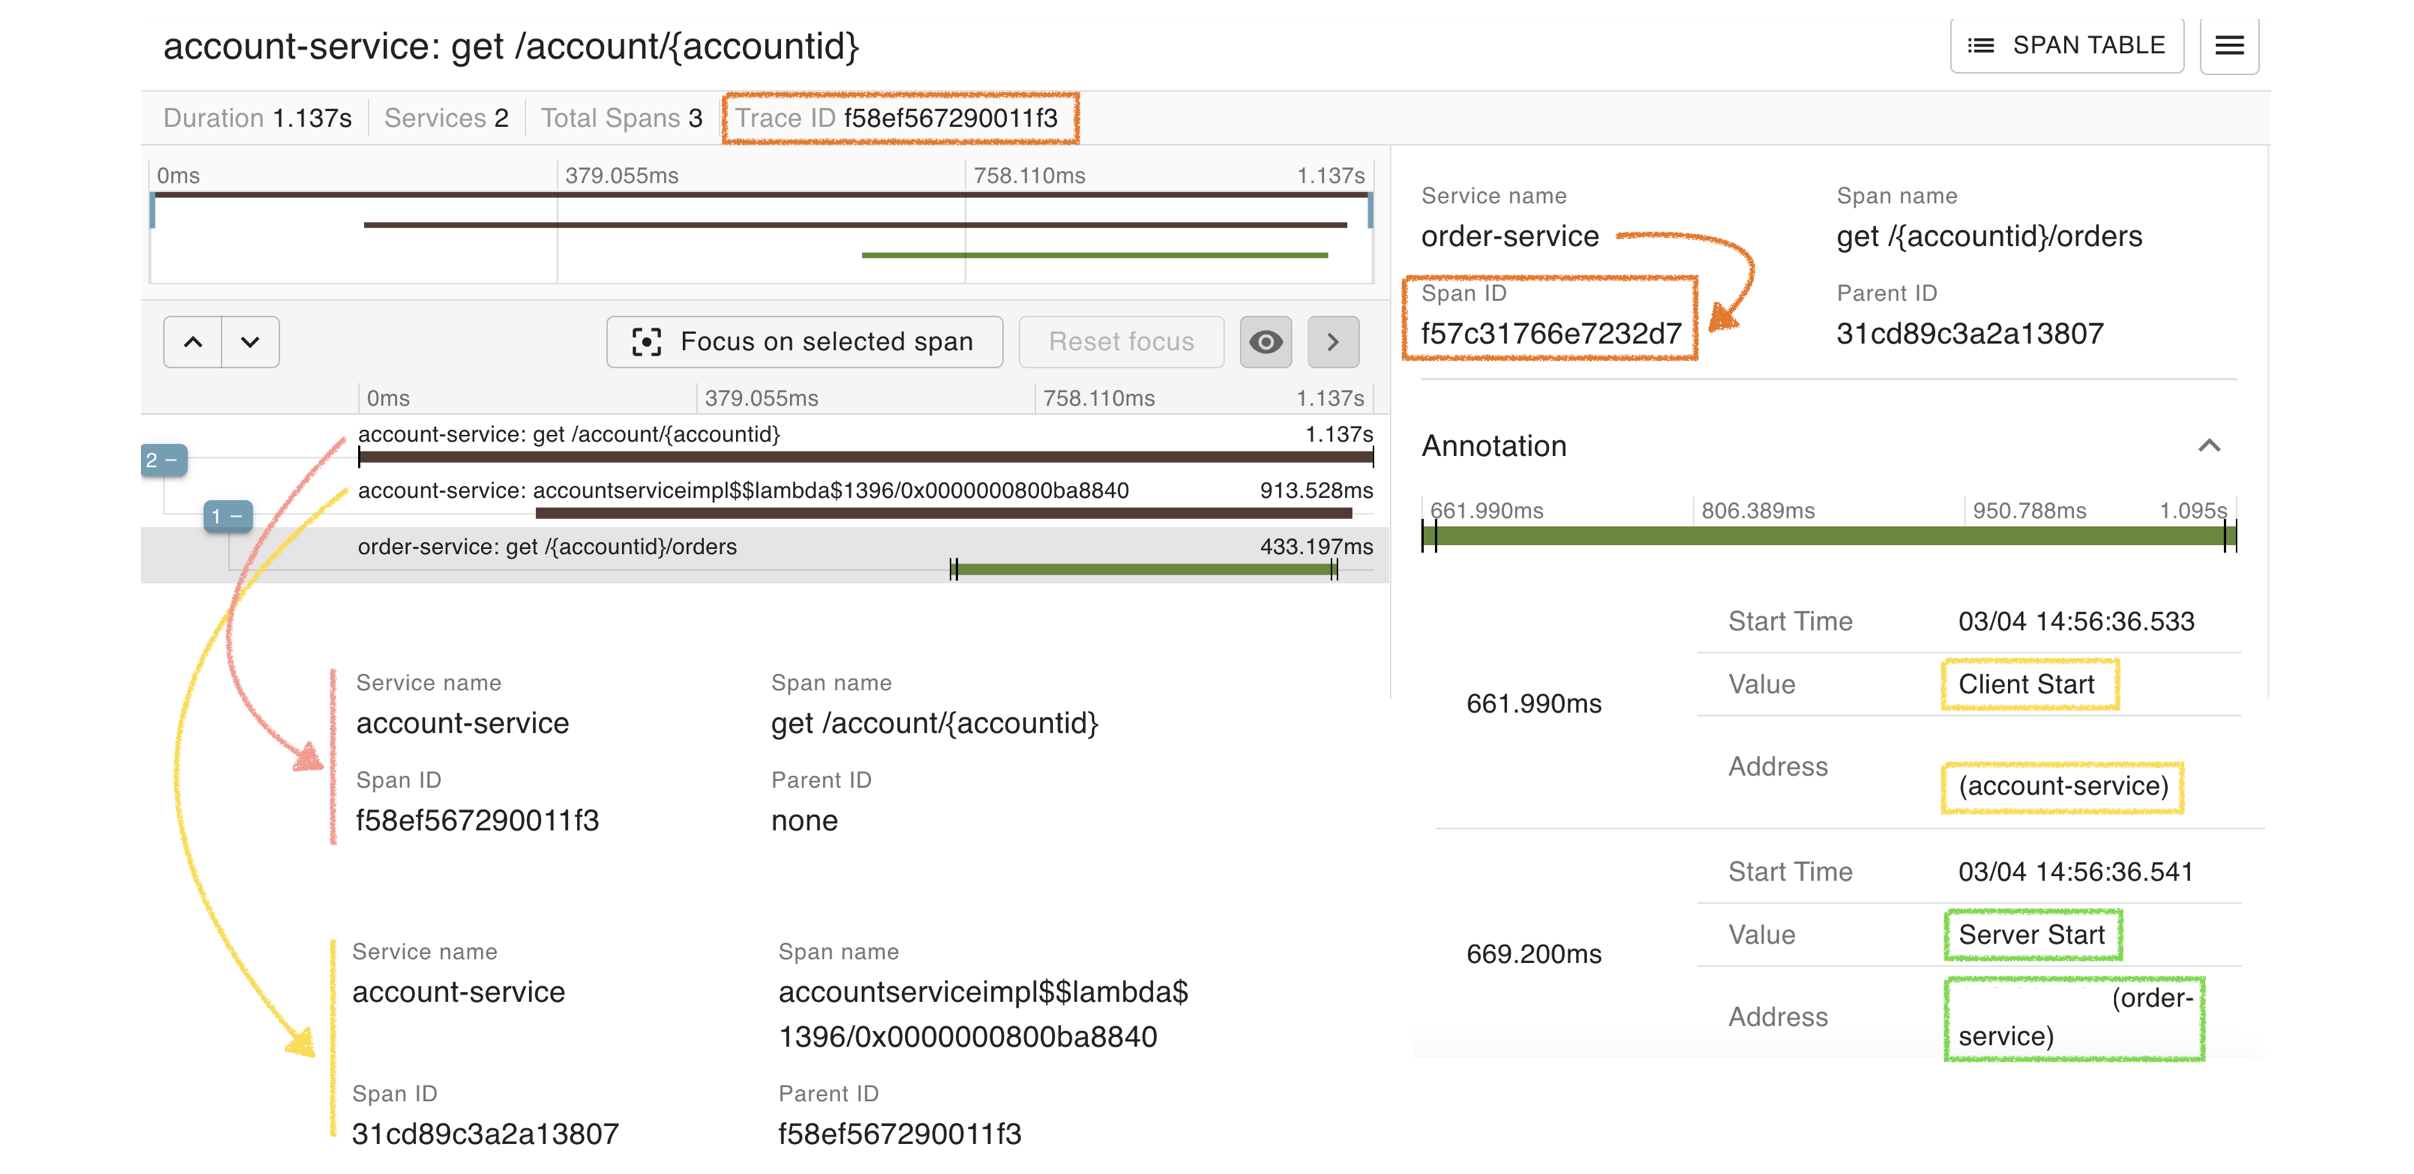 account-service: get /account/{accountid}
SPAN TABLE
Duration 1.137s Services 2 Total Spans 3 Trace ID f58ef567290011f3
0ms 379.055ms 758.110ms 1.137s
Focus on selected span Reset focus
0ms 379.055ms 758.110ms 1.137s
account-service: get /account/{accountid} 1.137s
2 −
account-service: accountserviceimpl$$lambda$1396/0x0000000800ba8840 913.528ms
1 −
order-service: get /{accountid}/orders 433.197ms
Service name Span name
account-service get /account/{accountid}
Span ID Parent ID
f58ef567290011f3 none
Service name Span name
account-service accountserviceimpl$$lambda$
1396/0x0000000800ba8840
Span ID Parent ID
31cd89c3a2a13807 f58ef567290011f3
Service name Span name
order-service get /{accountid}/orders
Span ID Parent ID
f57c31766e7232d7 31cd89c3a2a13807
Annotation
661.990ms 806.389ms 950.788ms 1.095s
Start Time 03/04 14:56:36.533
661.990ms
Value Client Start
Address (account-service)
Start Time 03/04 14:56:36.541
669.200ms
Value Server Start
Address (order-
service)